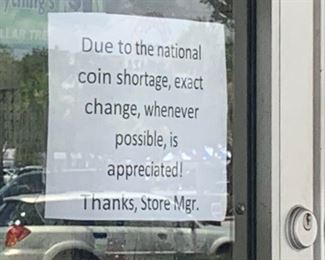 Due to the national
coin shortage, exact
change, whenever
possible, is
appreciated!
Thanks, Store Mgr.